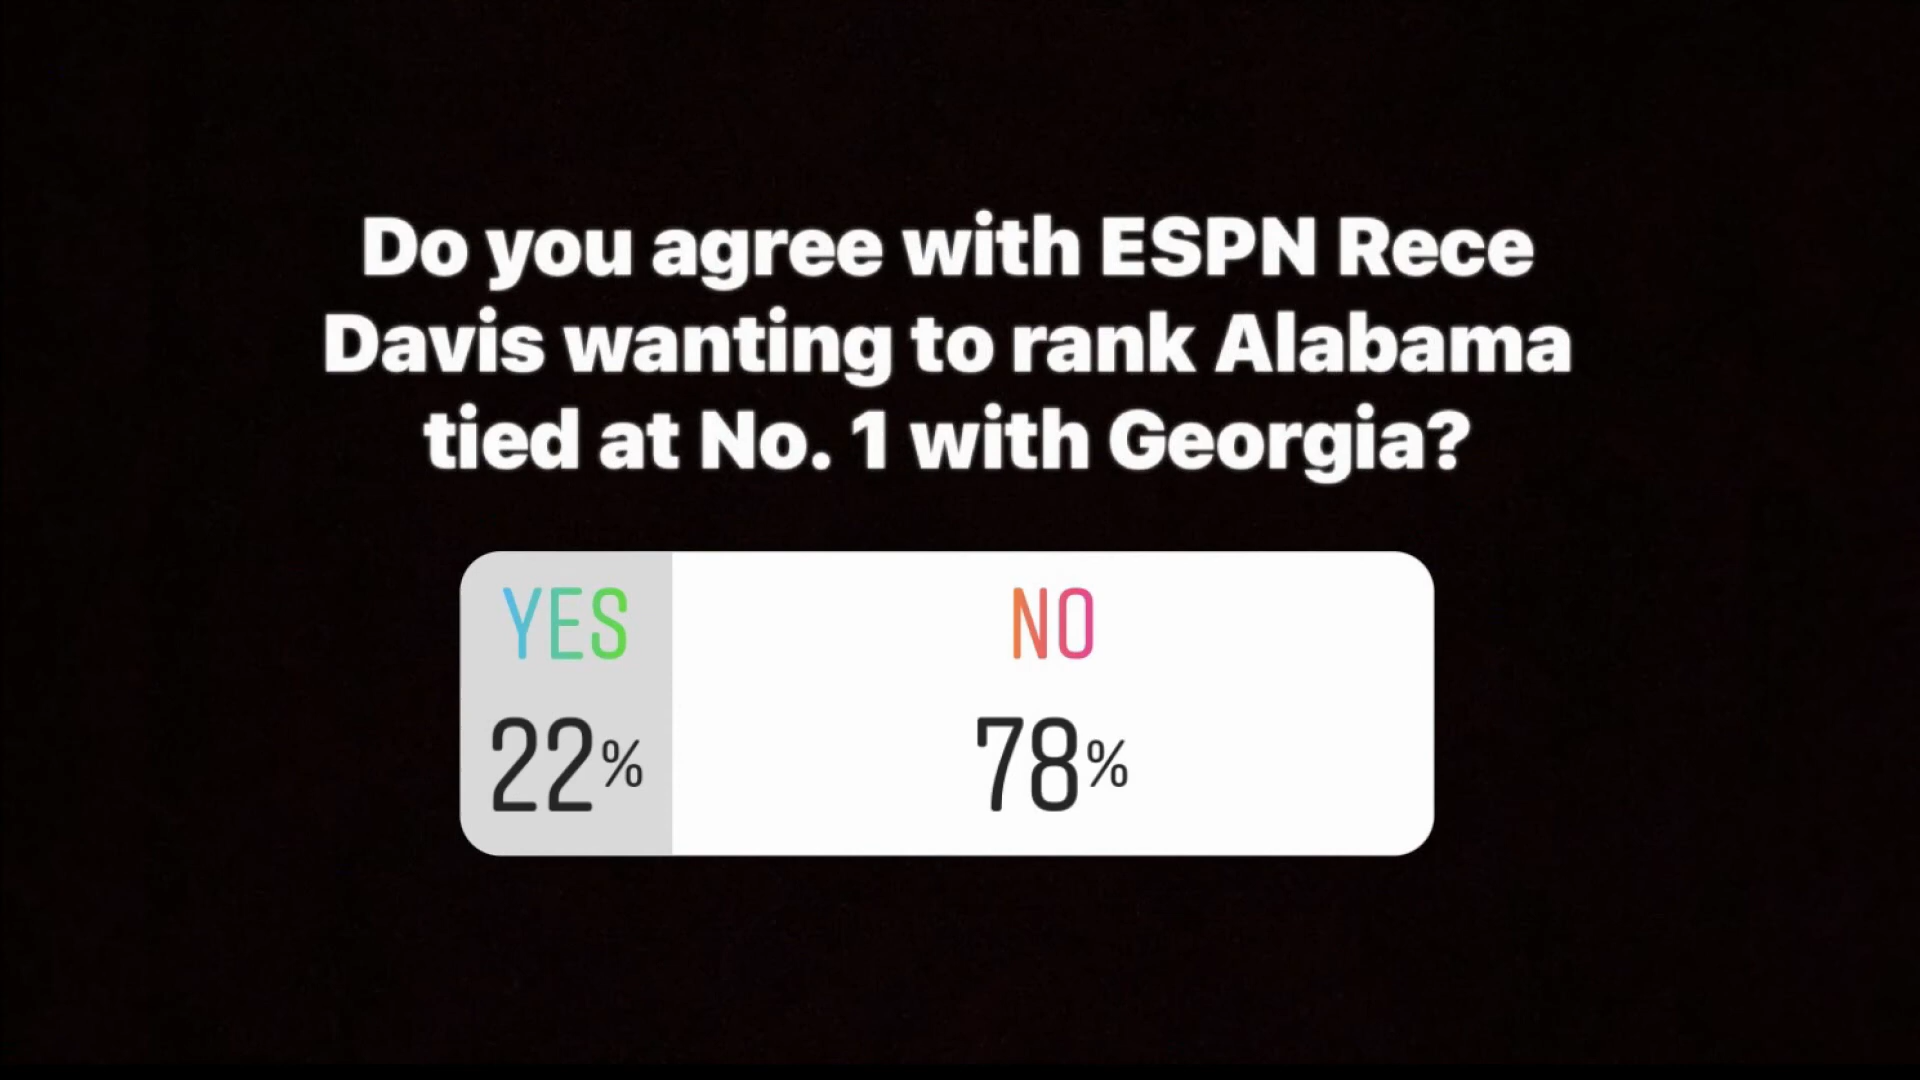 Do you agree with ESPN Rece
Davis wanting to rank Alabama
tied at No. 1 with Georgia?
YES NO
22% 78%